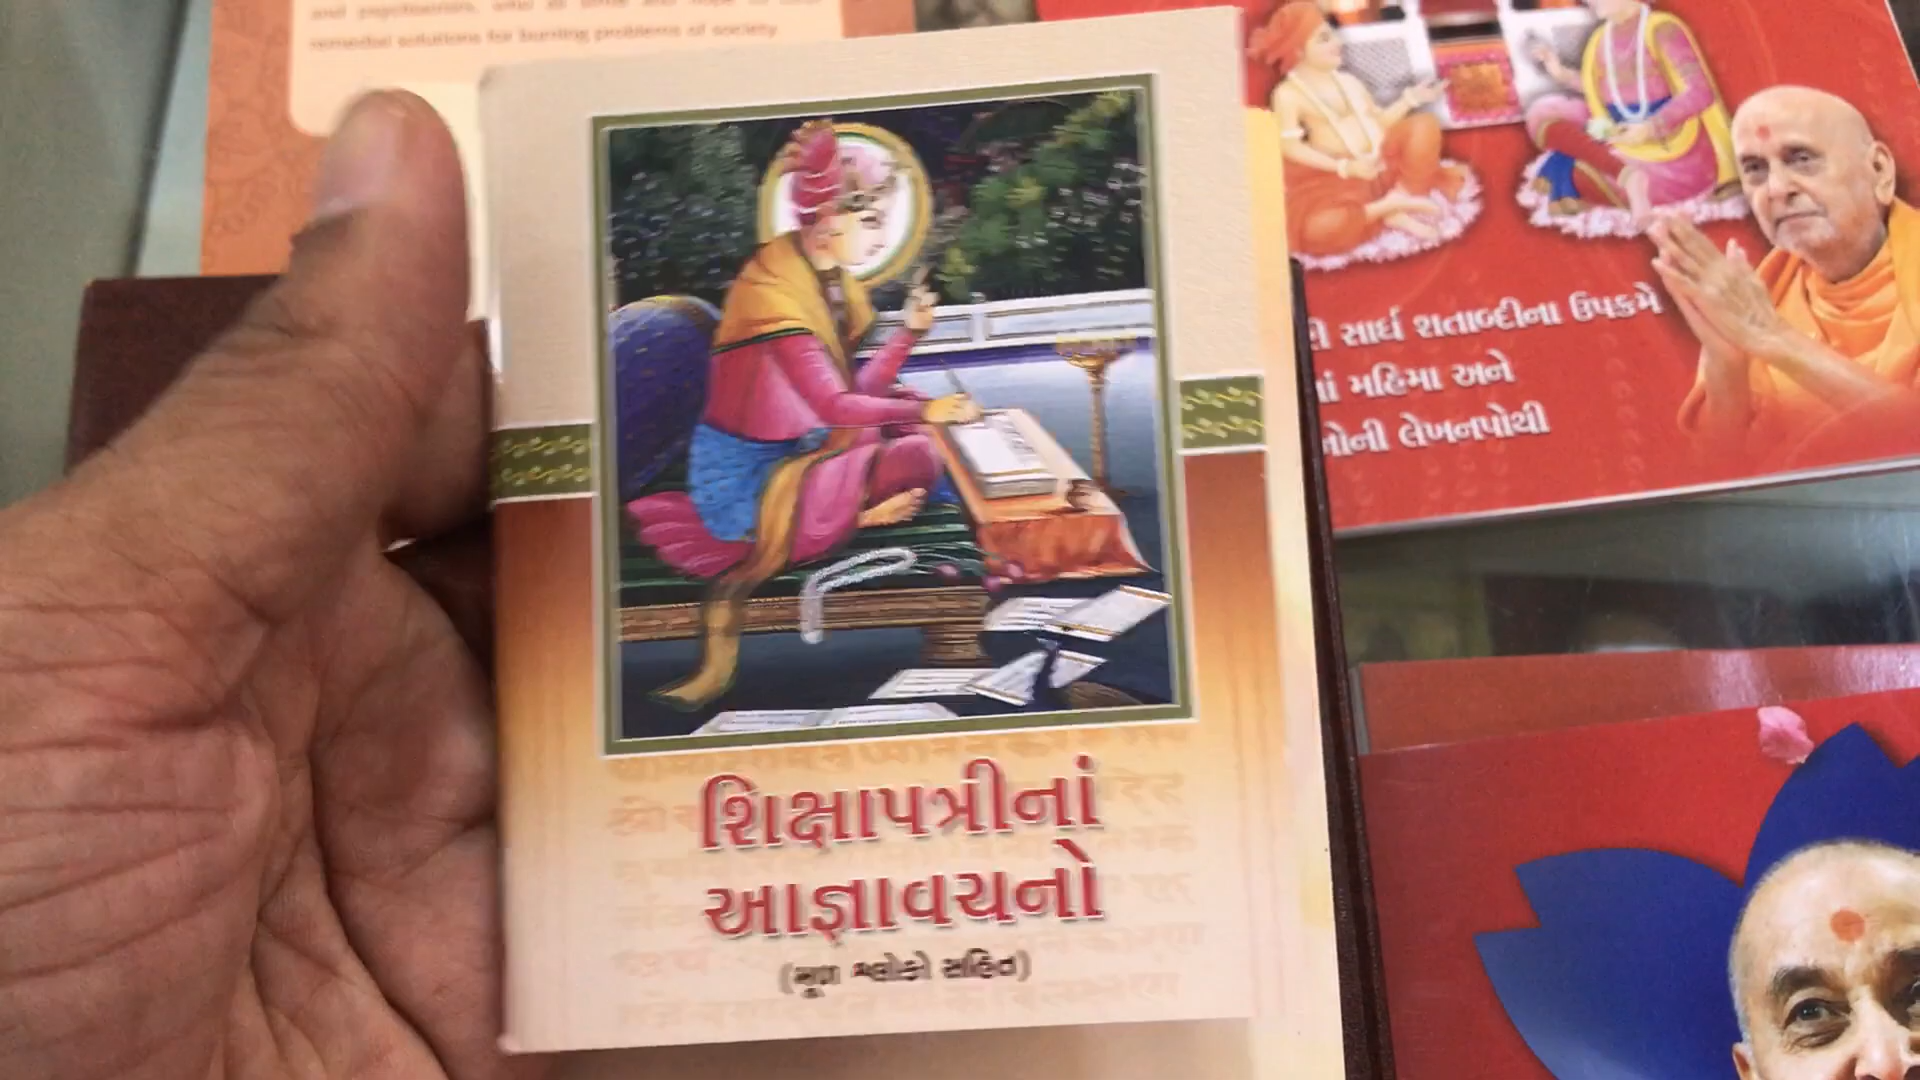 remedial solutions for burning problems of society
સાર્ધ શતાબ્દીના ઉપક્રમે
મહિમા અને
લેખનપોથી
શિક્ષાપત્રીનાં
આજ્ઞાવચનો
(મૂળ શ્લોકો સહિત)